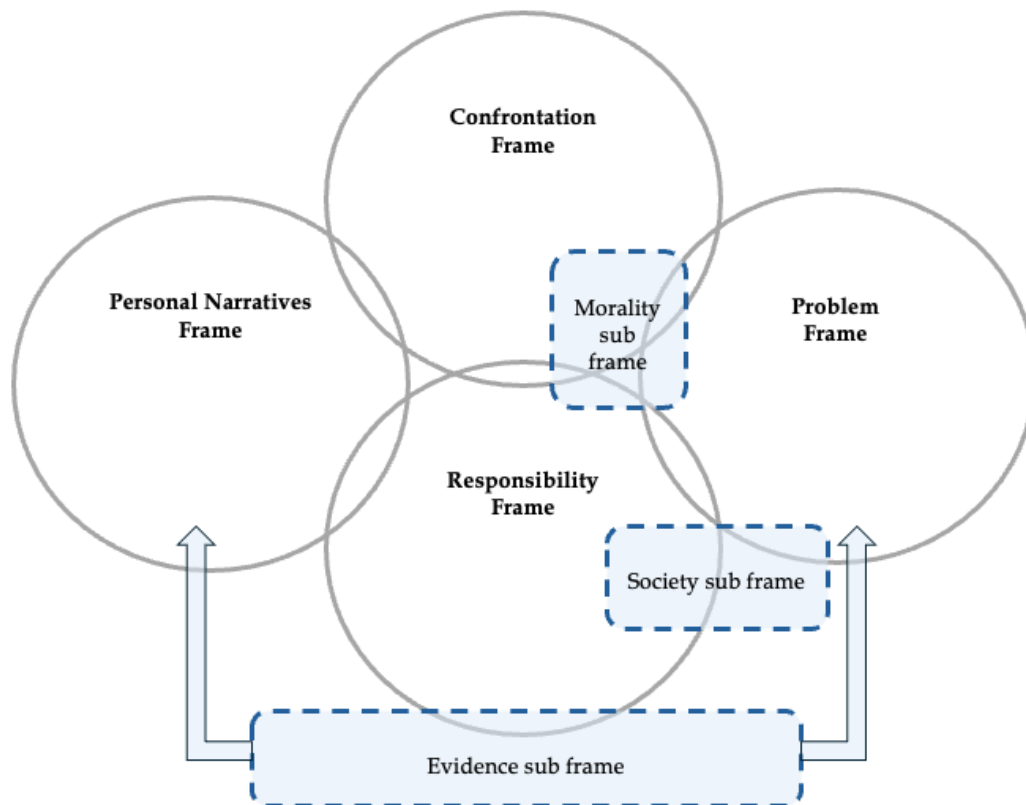 Confrontation
Frame
Personal Narratives
Frame
Morality
sub
frame
Problem
Frame
Responsibility
Frame
Society sub frame
Evidence sub frame